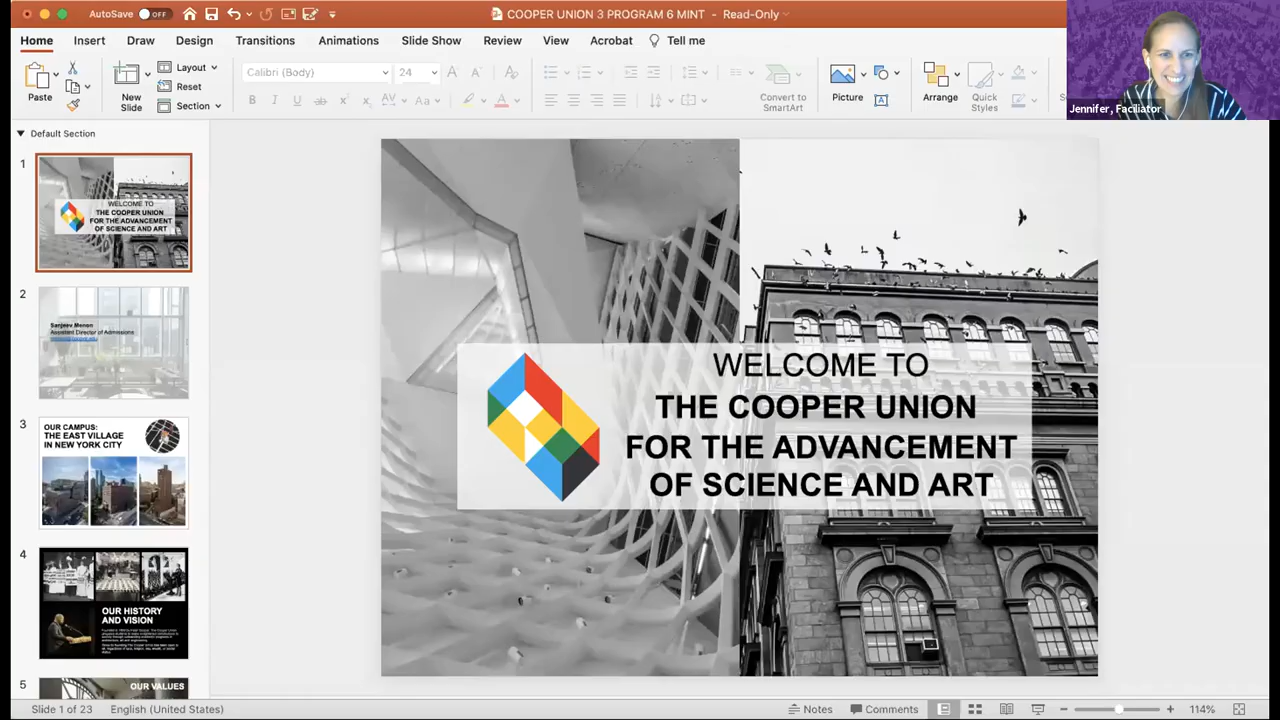 AutoSave OFF
COOPER UNION 3 PROGRAM 6 MINT - Read-Only
Home Insert Draw Design Transitions Animations Slide Show Review View Acrobat Tell me
Paste
New
Slide
Layout
Reset
Section
Calibri (Body) 24
Convert to
SmartArt
Picture
Arrange
Quick
Styles
Jennifer, Faciliator
Default Section
1
WELCOME TO
THE COOPER UNION
FOR THE ADVANCEMENT
OF SCIENCE AND ART
2
Sanjeev Menon
Assistant Director of Admissions
3
OUR CAMPUS:
THE EAST VILLAGE
IN NEW YORK CITY
4
OUR HISTORY
AND VISION
5
OUR VALUES
WELCOME TO
THE COOPER UNION
FOR THE ADVANCEMENT
OF SCIENCE AND ART
Slide 1 of 23 English (United States)
Notes Comments 114%